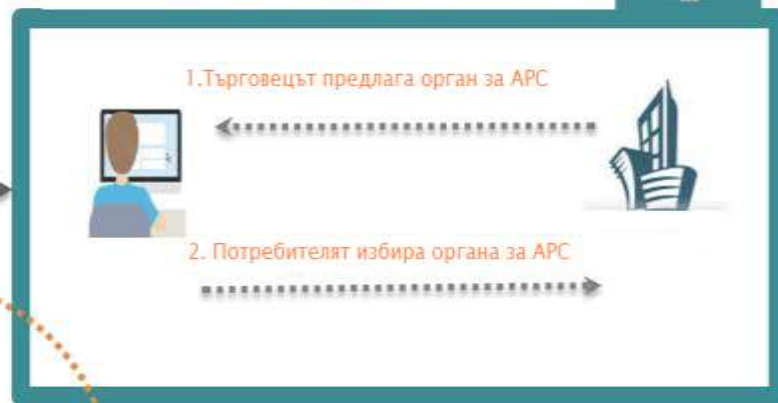 1.Търговецът предлага орган за АРС
2. Потребителят избира органа за АРС